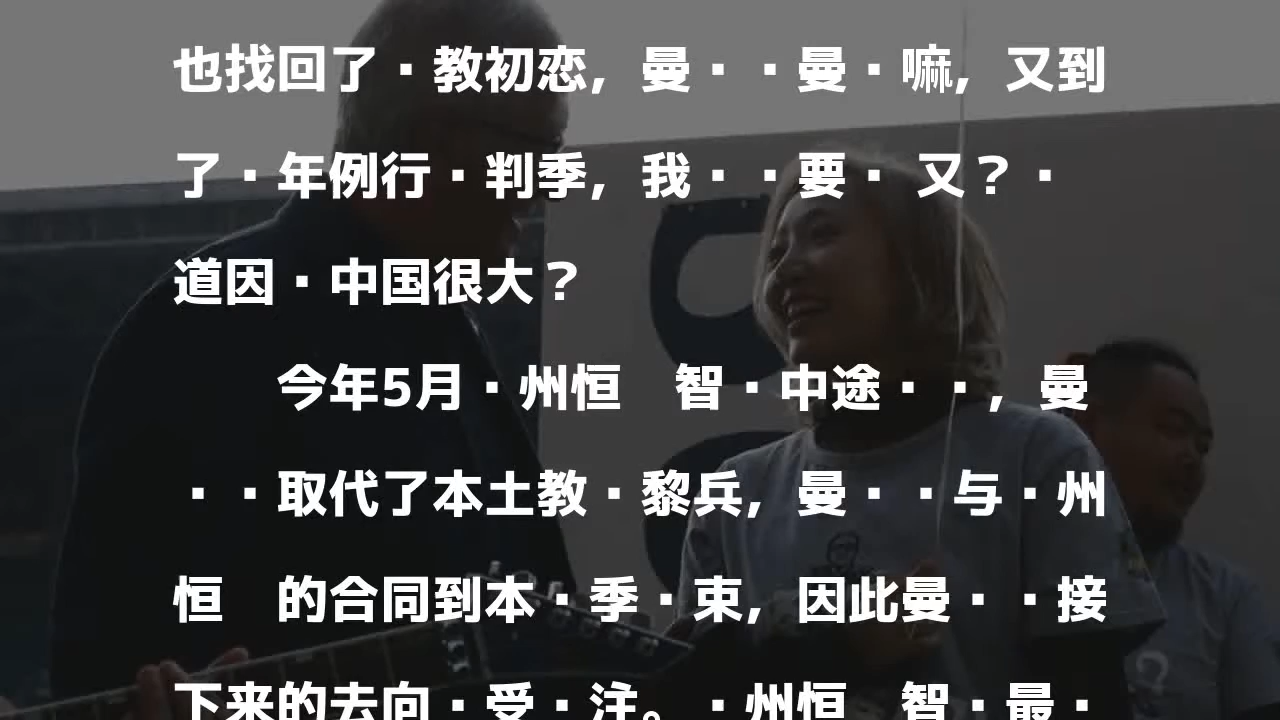 也找回了·教初恋，曼··曼·嘛，又到
了·年例行·判季，我··要· 又？·
道因·中国很大？
今年5月·州恒　智·中途··，曼
··取代了本土教·黎兵，曼··与·州
恒　的合同到本·季·束，因此曼··接
下来的去向·受·注。·州恒　智·最·